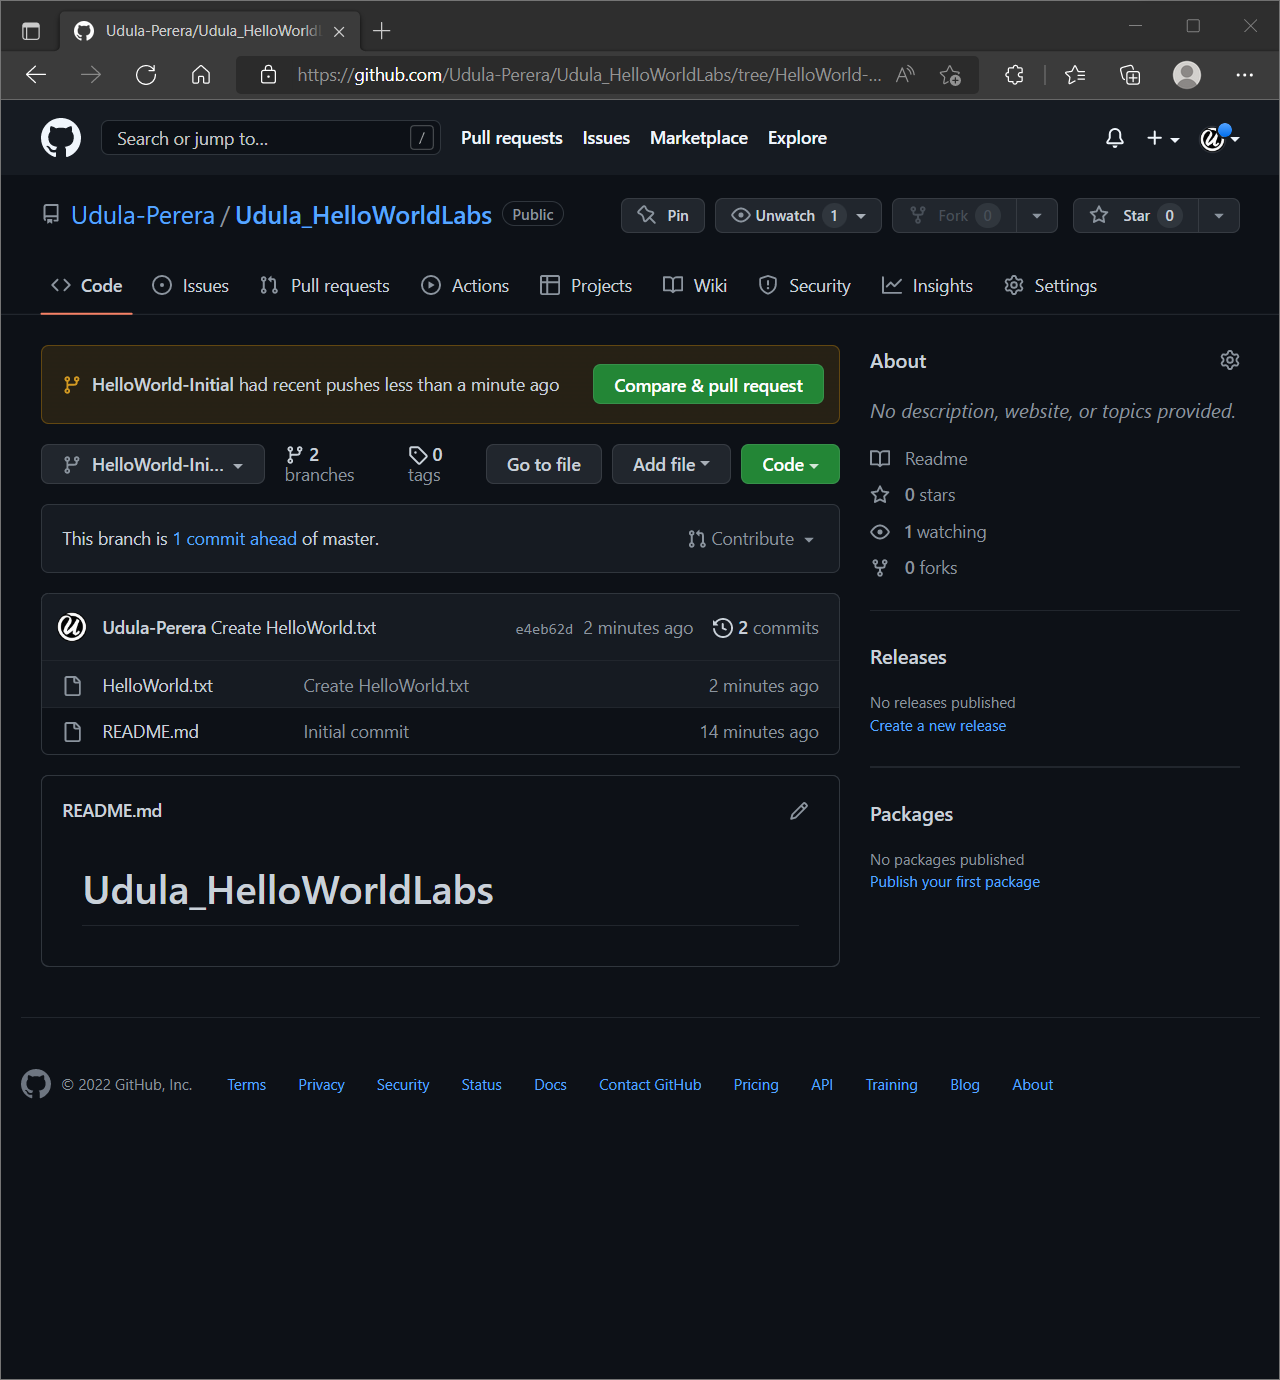 Udula-Perera/Udula_HelloWorldL
https://github.com/Udula-Perera/Udula_HelloWorldLabs/tree/HelloWorld-...
Search or jump to... /
Pull requests Issues Marketplace Explore
Udula-Perera / Udula_HelloWorldLabs Public
Pin Unwatch 1 Fork 0 Star 0
Code Issues Pull requests Actions Projects Wiki Security Insights Settings
HelloWorld-Initial had recent pushes less than a minute ago Compare & pull request
HelloWorld-Ini... 2 branches 0 tags Go to file Add file Code
This branch is 1 commit ahead of master. Contribute
Udula-Perera Create HelloWorld.txt e4eb62d 2 minutes ago 2 commits
HelloWorld.txt Create HelloWorld.txt 2 minutes ago
README.md Initial commit 14 minutes ago
README.md
Udula_HelloWorldLabs
About
No description, website, or topics provided.
Readme
0 stars
1 watching
0 forks
Releases
No releases published
Create a new release
Packages
No packages published
Publish your first package
© 2022 GitHub, Inc. Terms Privacy Security Status Docs Contact GitHub Pricing API Training Blog About